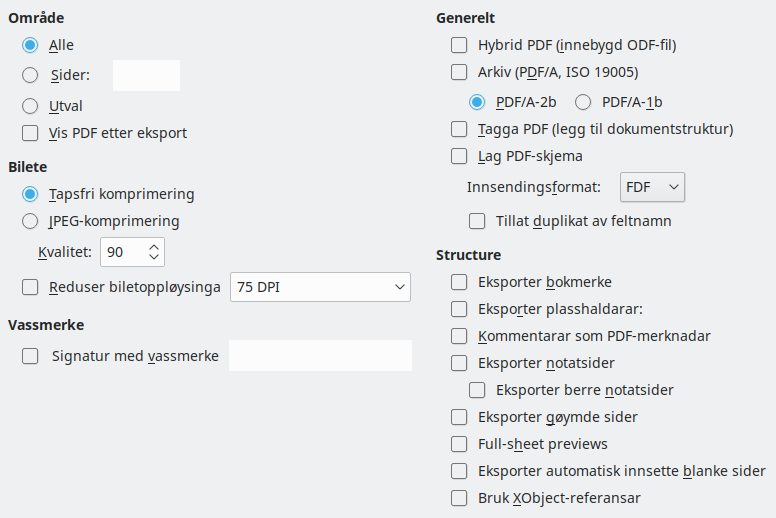 Område
Alle
Sider:
Utval
Vis PDF etter eksport
Bilete
Tapsfri komprimering
JPEG-komprimering
Kvalitet: 90
Reduser biletoppløysinga 75 DPI
Vassmerke
Signatur med vassmerke
Generelt
Hybrid PDF (innebygd ODF-fil)
Arkiv (PDF/A, ISO 19005)
PDF/A-2b PDF/A-1b
Tagga PDF (legg til dokumentstruktur)
Lag PDF-skjema
Innsendingsformat: FDF
Tillat duplikat av feltnamn
Structure
Eksporter bokmerke
Eksporter plasshaldarar:
Kommentarar som PDF-merknadar
Eksporter notatsider
Eksporter berre notatsider
Eksporter gøymde sider
Full-sheet previews
Eksporter automatisk innsette blanke sider
Bruk XObject-referansar